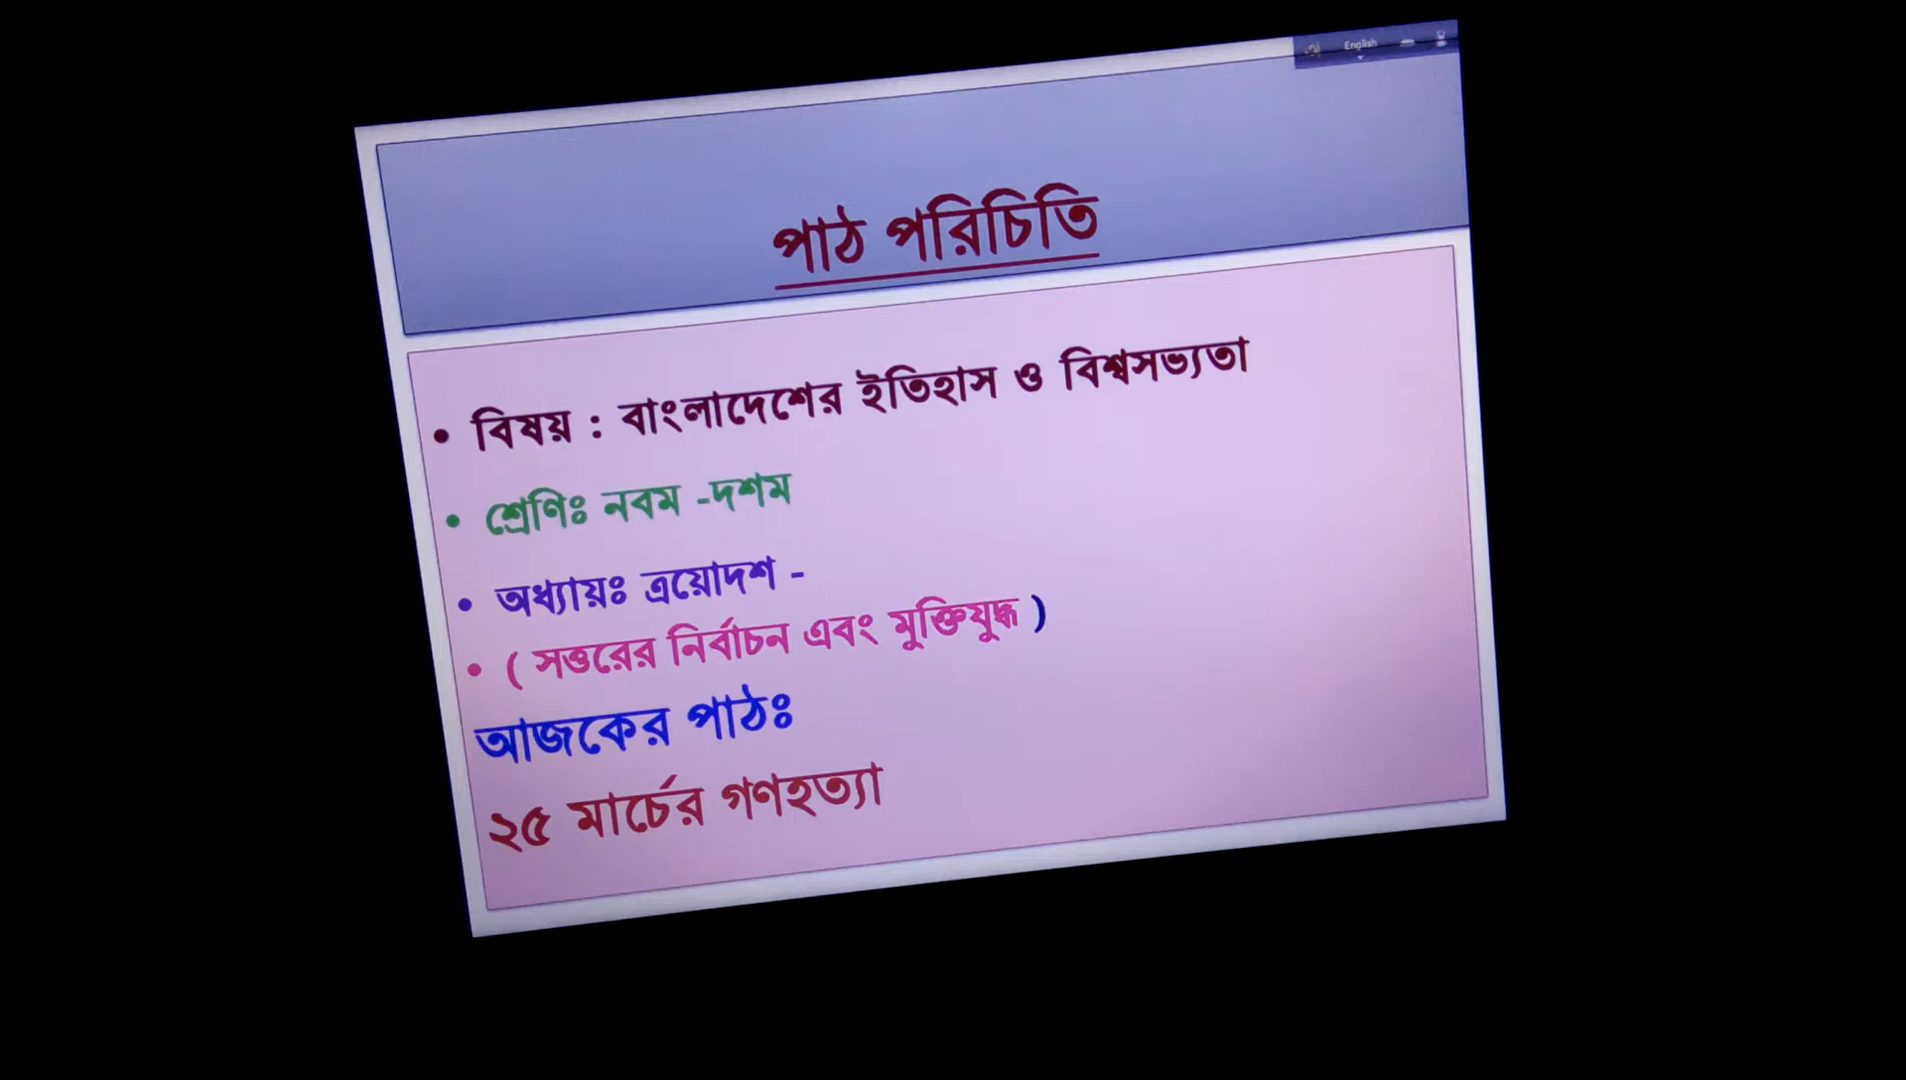 English
পাঠ পরিচিতি
• বিষয় : বাংলাদেশের ইতিহাস ও বিশ্বসভ্যতা
• শ্রেণিঃ নবম -দশম
• অধ্যায়ঃ ত্রয়োদশ -
• ( সত্তরের নির্বাচন এবং মুক্তিযুদ্ধ )
আজকের পাঠঃ
২৫ মার্চের গণহত্যা